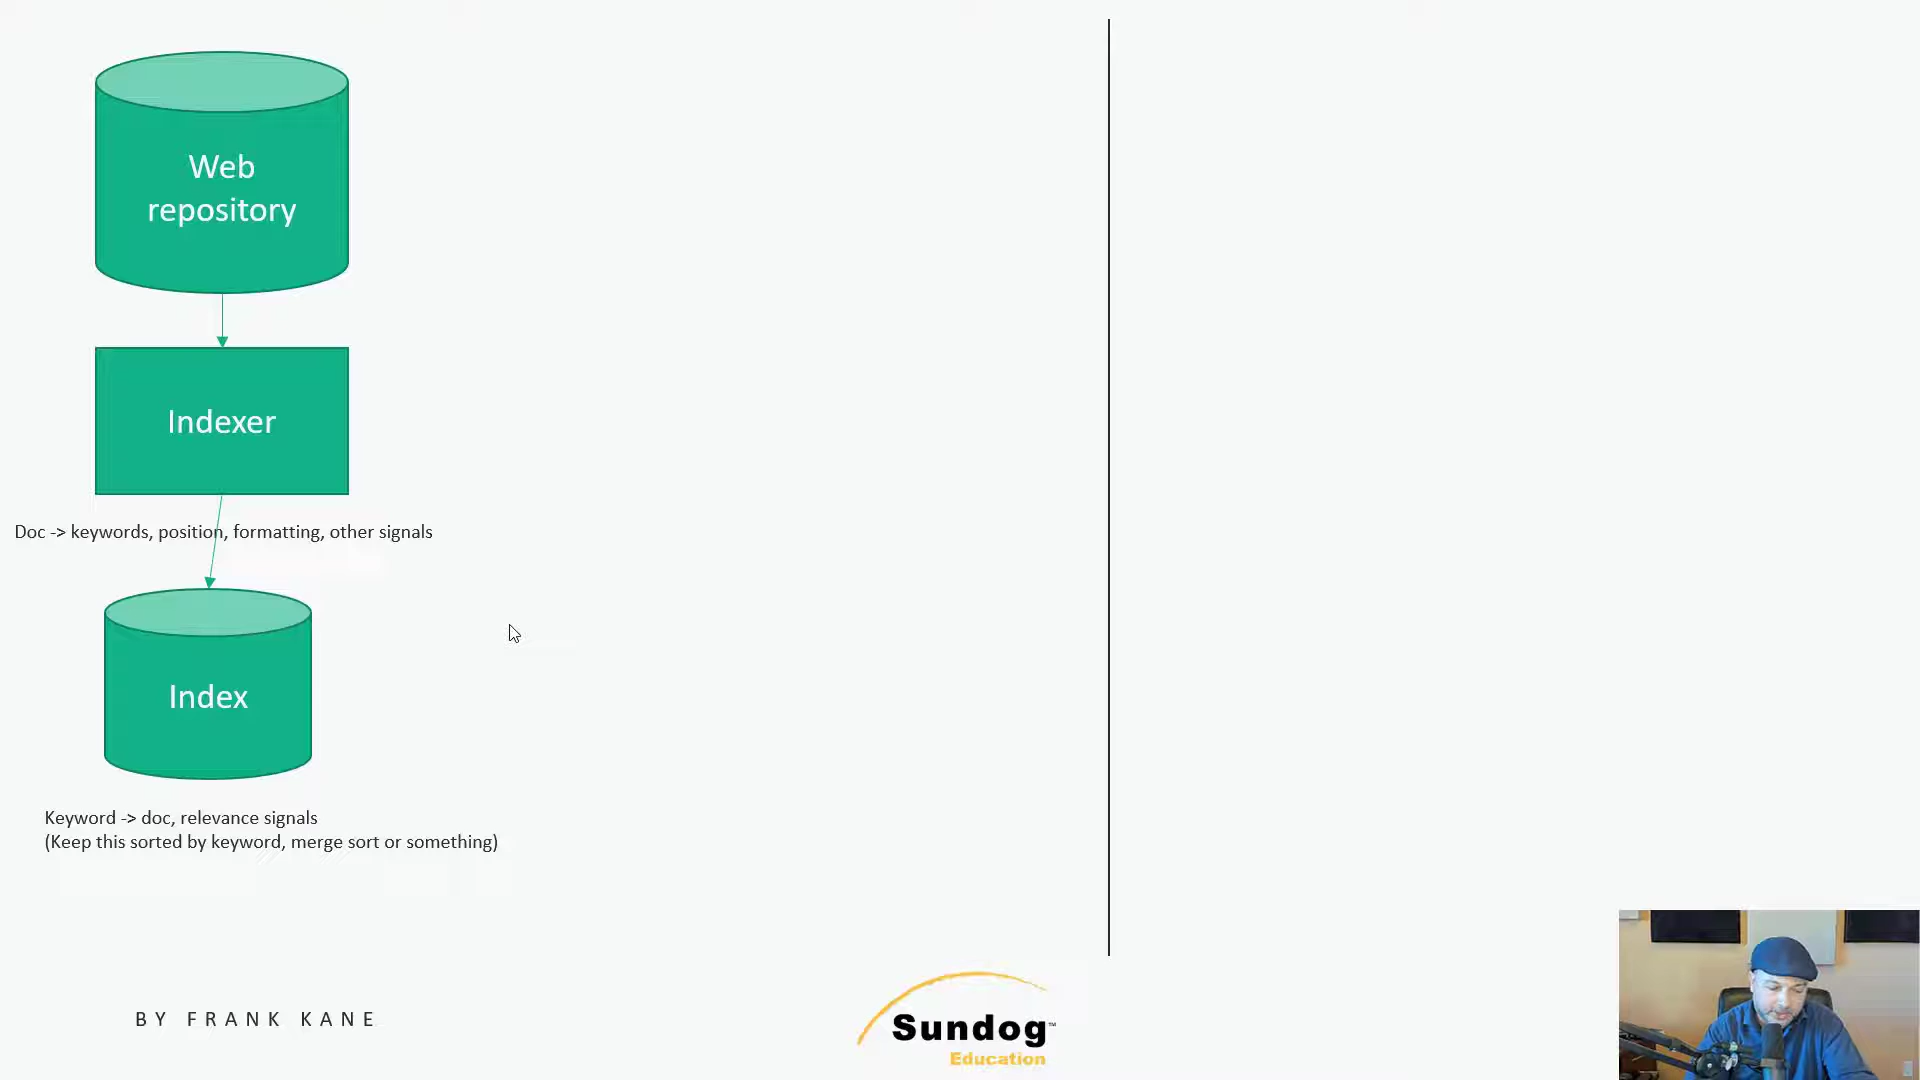 Web
repository
Indexer
Doc -> keywords, position, formatting, other signals
Index
Keyword -> doc, relevance signals
(Keep this sorted by keyword, merge sort or something)
BY FRANK KANE
Sundog™
Education